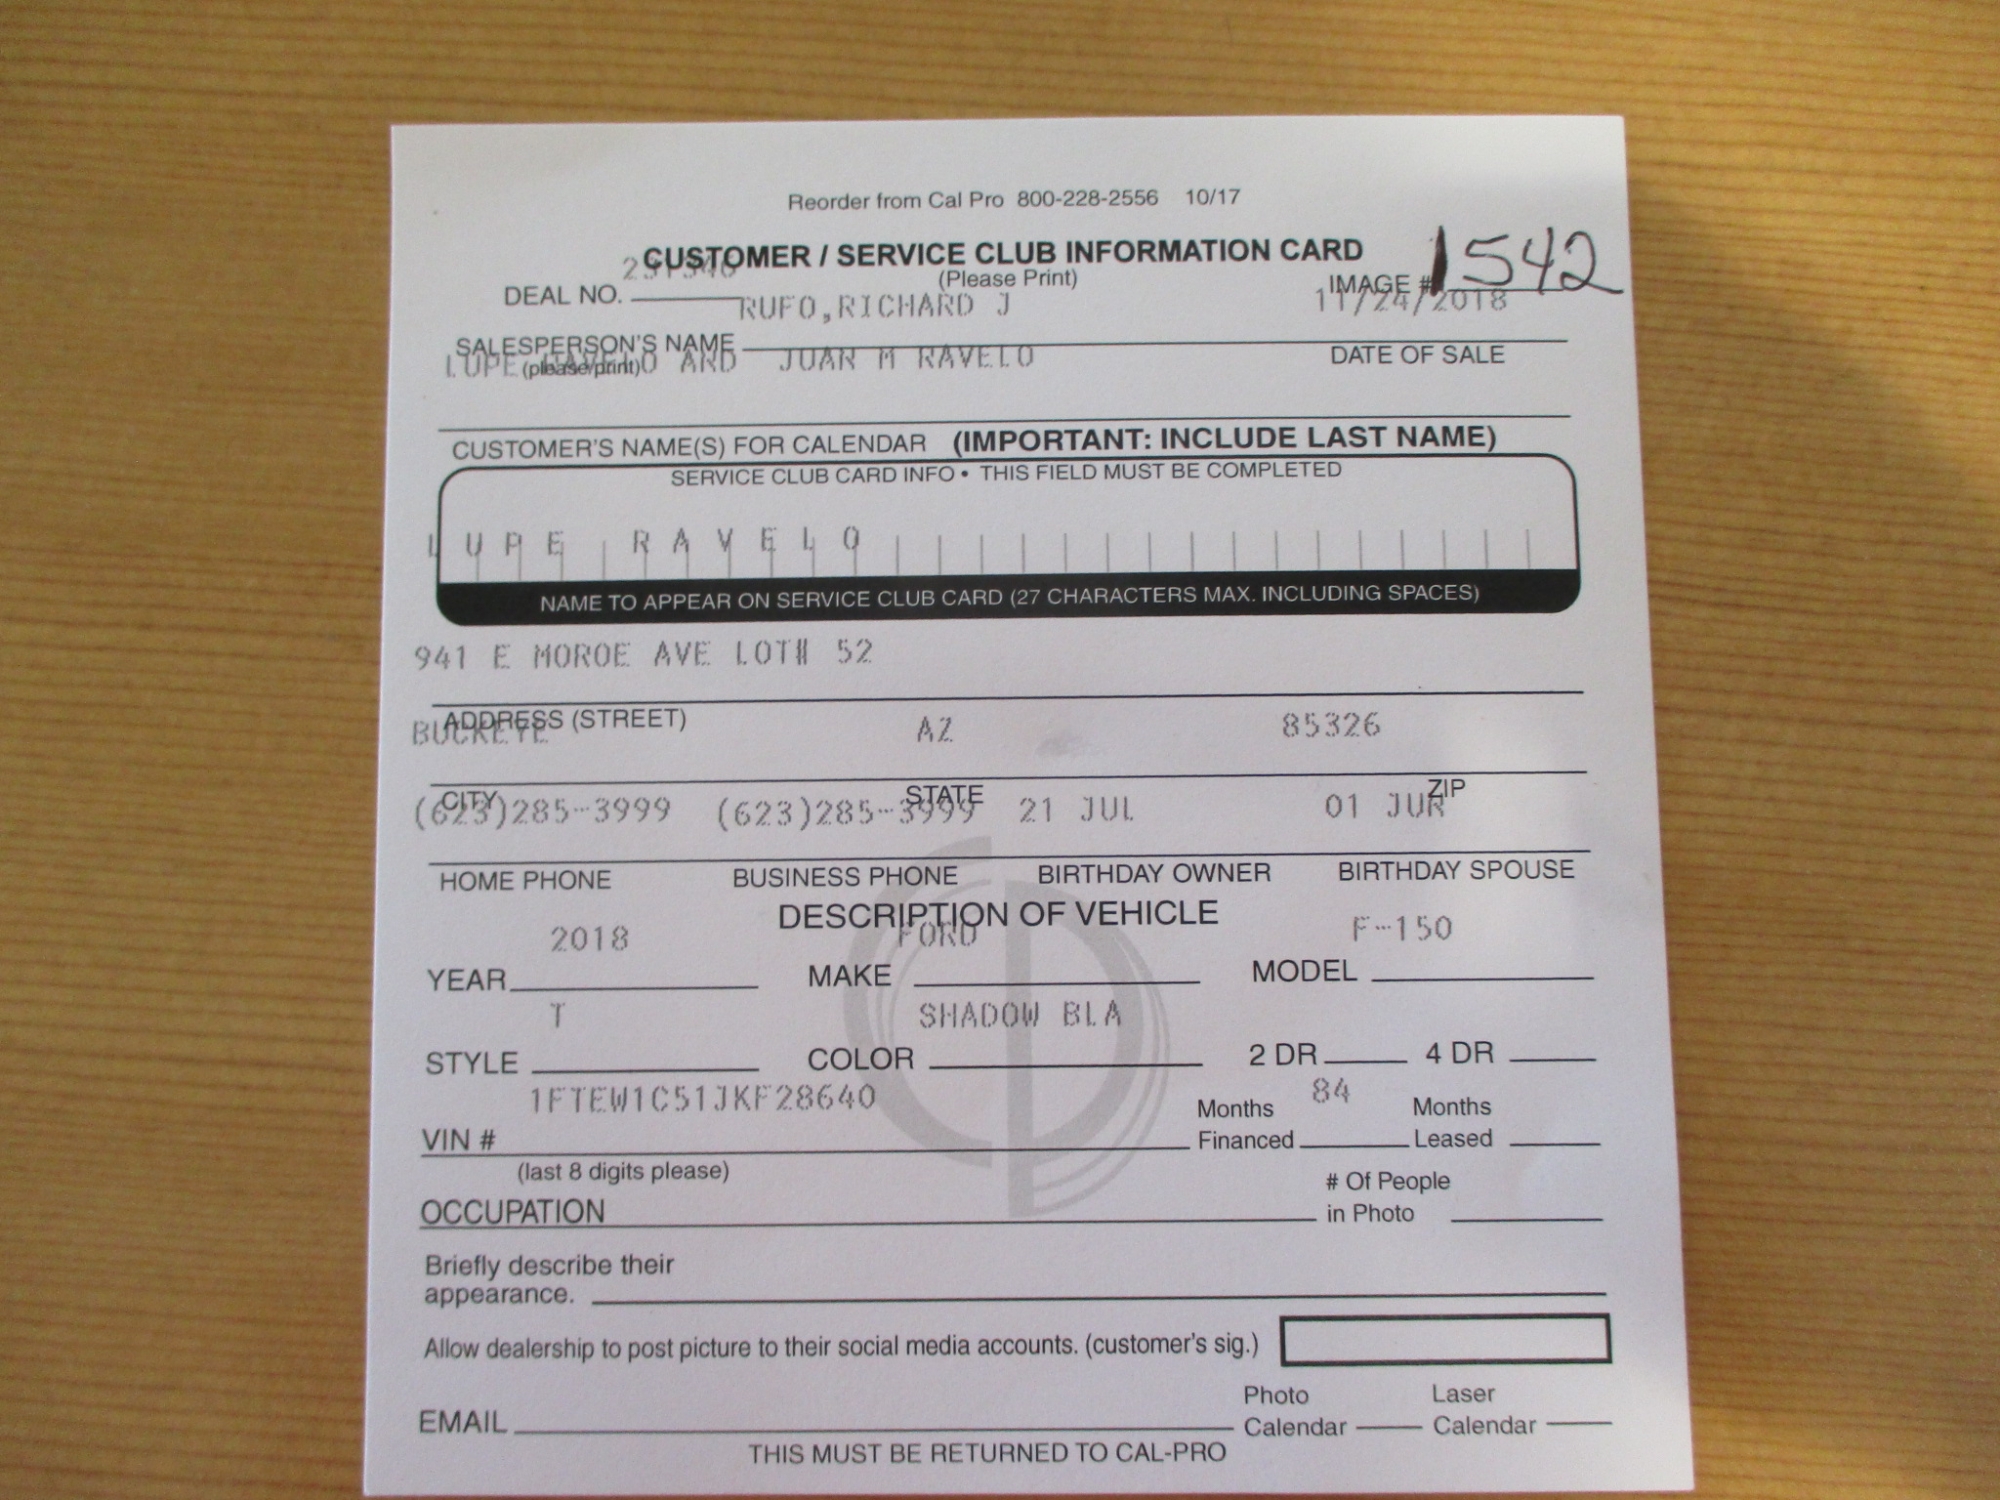 Reorder from Cal Pro 800-228-2556 10/17
CUSTOMER / SERVICE CLUB INFORMATION CARD
(Please Print)
DEAL NO.
IMAGE # 1542
RUFO,RICHARD J
11/24/2018
SALESPERSON'S NAME
(please print)
DATE OF SALE
LUPE RAVELO AND JUAN M RAVELO
CUSTOMER'S NAME(S) FOR CALENDAR (IMPORTANT: INCLUDE LAST NAME)
SERVICE CLUB CARD INFO • THIS FIELD MUST BE COMPLETED
LUPE RAVELO
NAME TO APPEAR ON SERVICE CLUB CARD (27 CHARACTERS MAX. INCLUDING SPACES)
941 E MOROE AVE LOT# 52
ADDRESS (STREET)
BUCKEYE AZ 85326
CITY STATE ZIP
(623)285-3999 (623)285-3999 21 JUL 01 JUN
HOME PHONE BUSINESS PHONE BIRTHDAY OWNER BIRTHDAY SPOUSE
DESCRIPTION OF VEHICLE
2018 FORD F-150
YEAR MAKE MODEL
T SHADOW BLA
STYLE COLOR 2 DR 4 DR
1FTEW1C51JKF28640 84
VIN # Months Financed Months Leased
(last 8 digits please)
OCCUPATION # Of People in Photo
Briefly describe their
appearance.
Allow dealership to post picture to their social media accounts. (customer's sig.)
EMAIL Photo Calendar Laser Calendar
THIS MUST BE RETURNED TO CAL-PRO